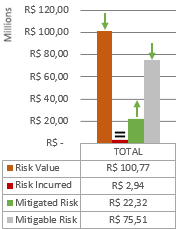 Millions
R$ 120,00
R$ 100,00
R$ 80,00
R$ 60,00
R$ 40,00
R$ 20,00
R$ -
TOTAL
Risk Value R$ 100,77
Risk Incurred R$ 2,94
Mitigated Risk R$ 22,32
Mitigable Risk R$ 75,51